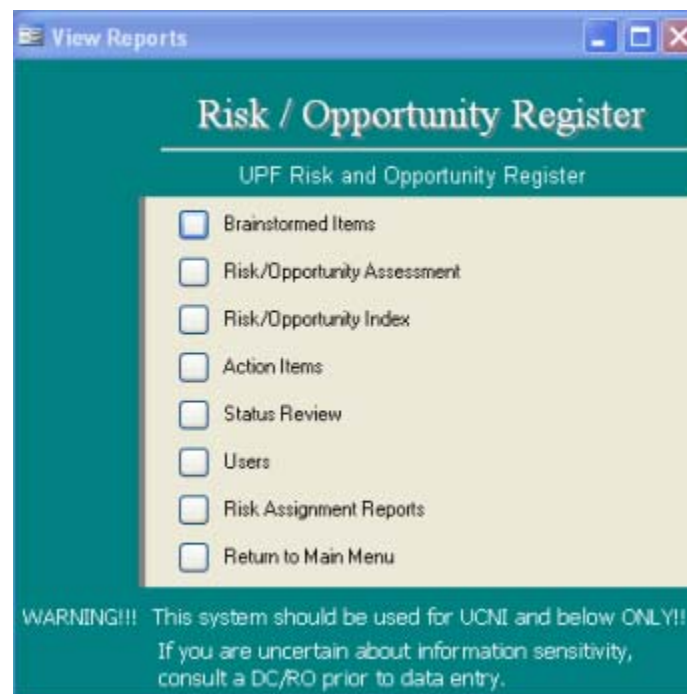 View Reports
Risk / Opportunity Register
UPF Risk and Opportunity Register
Brainstormed Items
Risk/Opportunity Assessment
Risk/Opportunity Index
Action Items
Status Review
Users
Risk Assignment Reports
Return to Main Menu
WARNING!!! This system should be used for UCNI and below ONLY!!
If you are uncertain about information sensitivity,
consult a DC/RO prior to data entry.